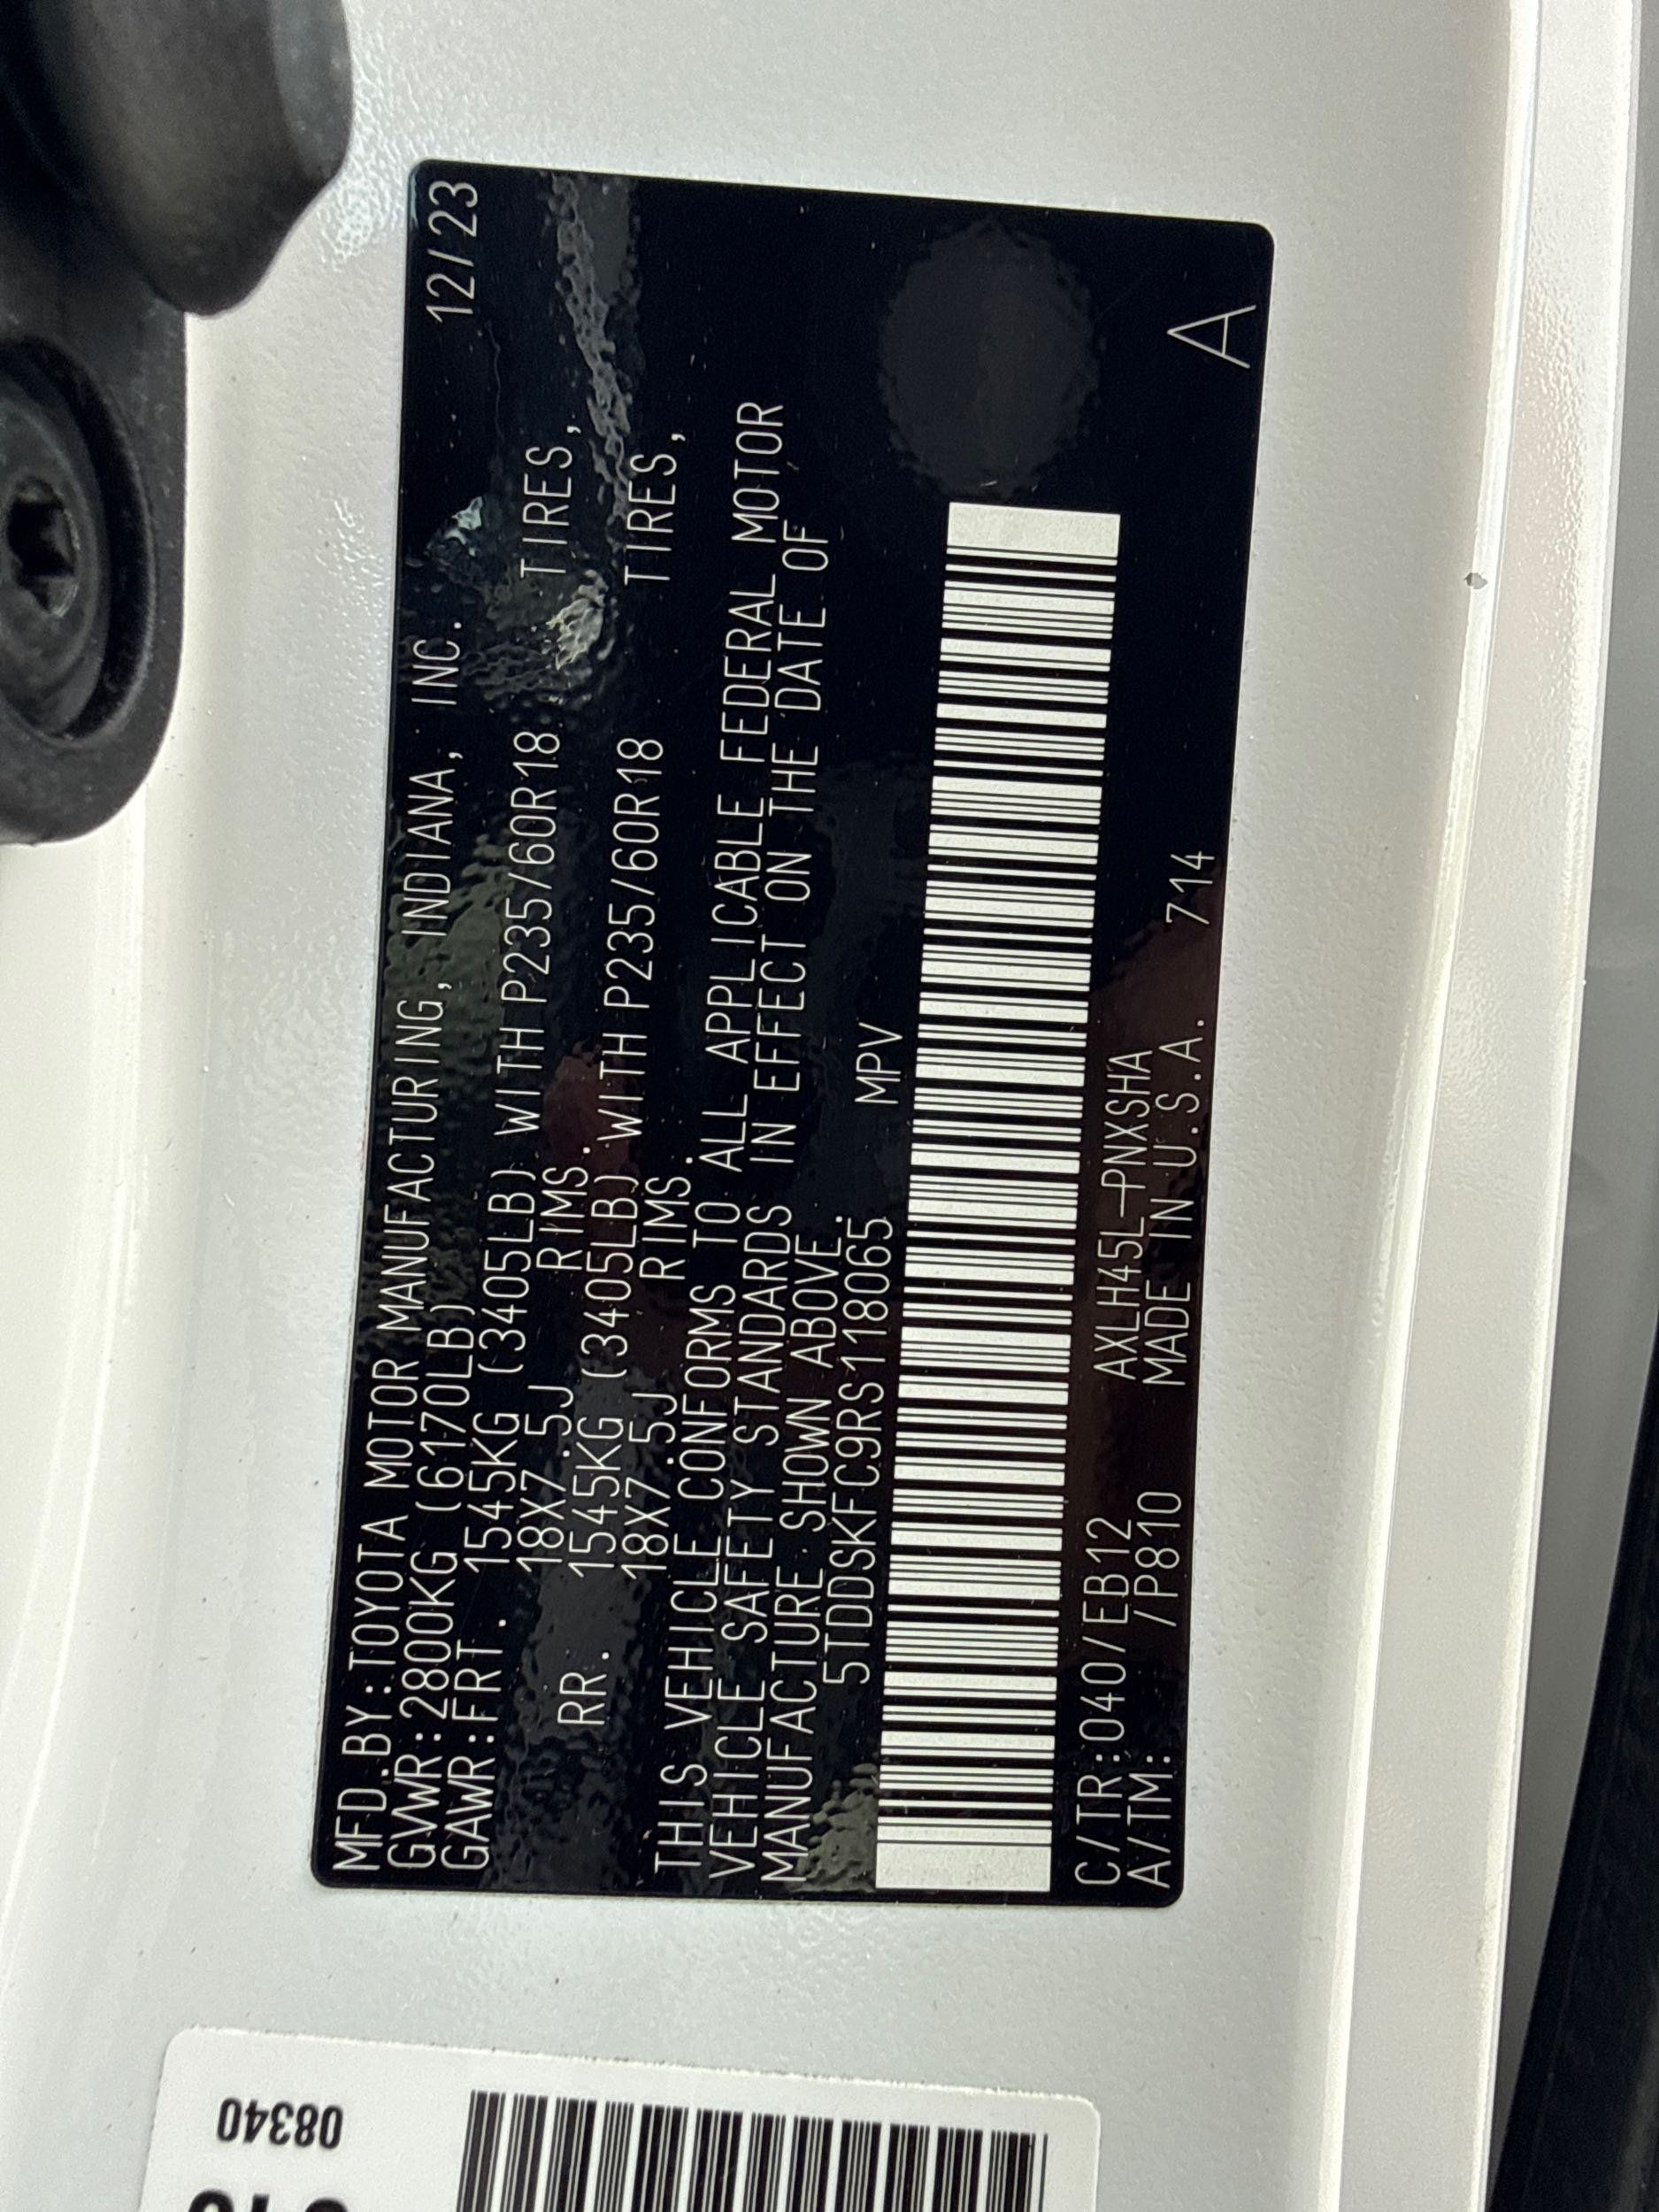 MFD.BY:TOYOTA MOTOR MANUFACTURING, INDIANA, INC. 12/23
GVWR:2800KG (6170LB)
GAWR:FRT. 1545KG (3405LB) WITH P235/60R18 TIRES,
18X7.5J RIMS.
RR. 1545KG (3405LB) WITH P235/60R18 TIRES,
18X7.5J RIMS.
THIS VEHICLE CONFORMS TO ALL APPLICABLE FEDERAL MOTOR
VEHICLE SAFETY STANDARDS IN EFFECT ON THE DATE OF
MANUFACTURE SHOWN ABOVE.
5TDDSKFC9RS118065 MPV
C/TR:040/EB12 AXLH45L-PNXSHA
A/TM: /P810 MADE IN U.S.A. 714 A
08340